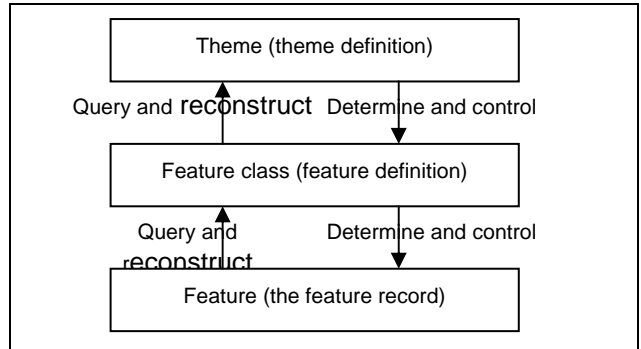 Theme (theme definition)
Query and reconstruct Determine and control
Feature class (feature definition)
Query and Determine and control
reconstruct
Feature (the feature record)